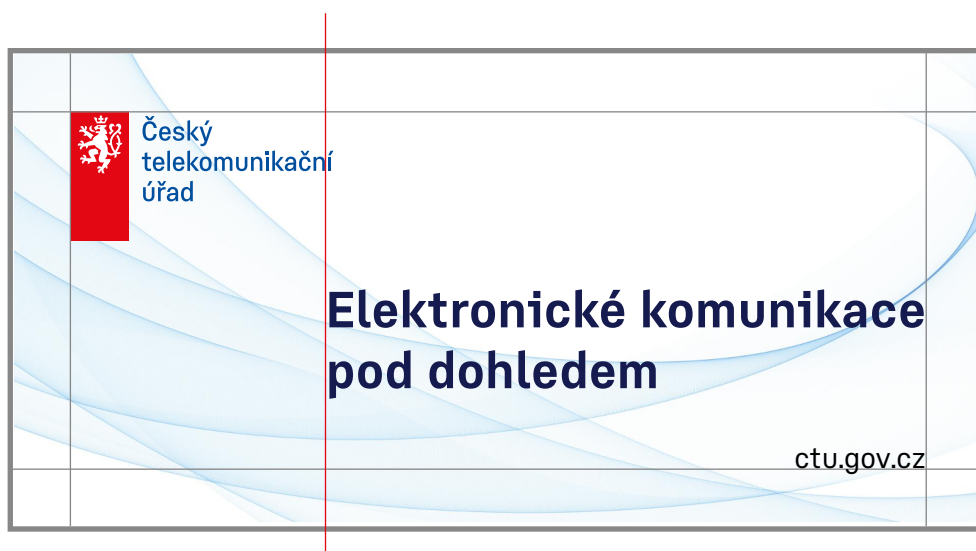 Český
telekomunikační
úřad
Elektronické komunikace
pod dohledem
ctu.gov.cz